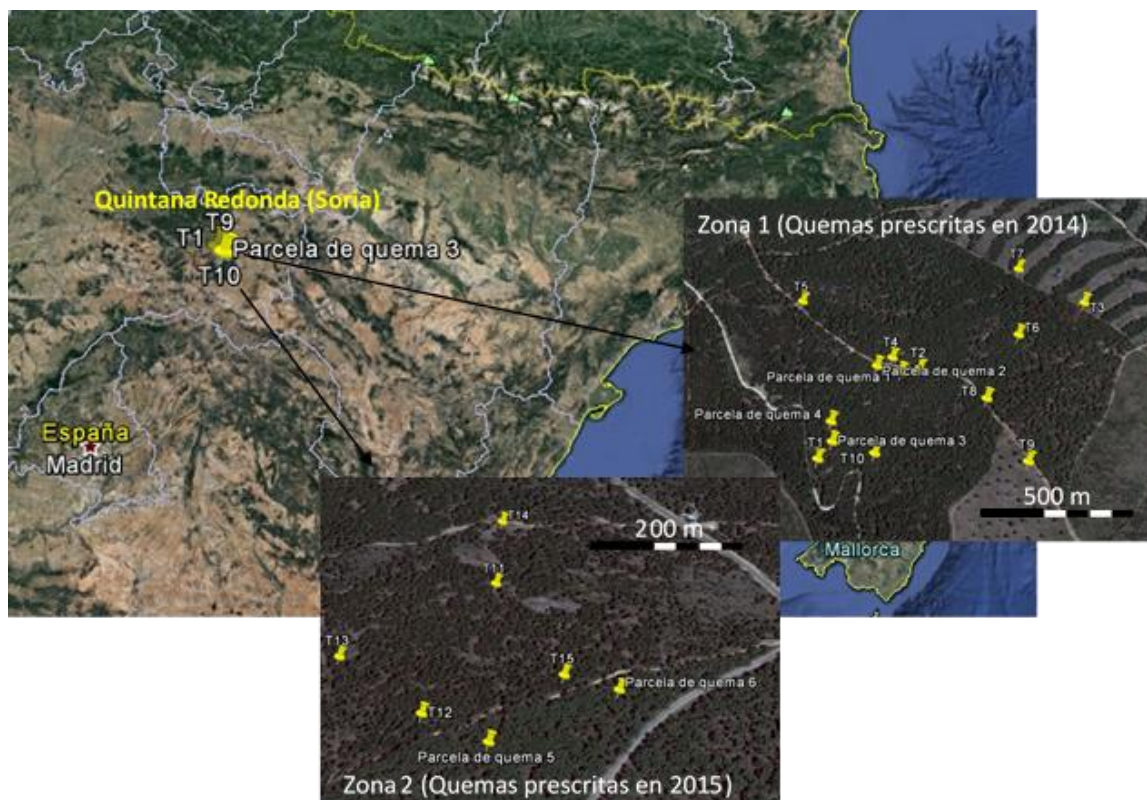 Quintana Redonda (Soria)
T9
T1
Parcela de quema 3
T10
España
Madrid
Mallorca
Zona 1 (Quemas prescritas en 2014)
T7
T5
T3
T6
T4
T2
Parcela de quema 1
Parcela de quema 2
T8
Parcela de quema 4
T1
Parcela de quema 3
T10
T9
500 m
200 m
T14
T11
T13
T15
Parcela de quema 6
T12
Parcela de quema 5
Zona 2 (Quemas prescritas en 2015)